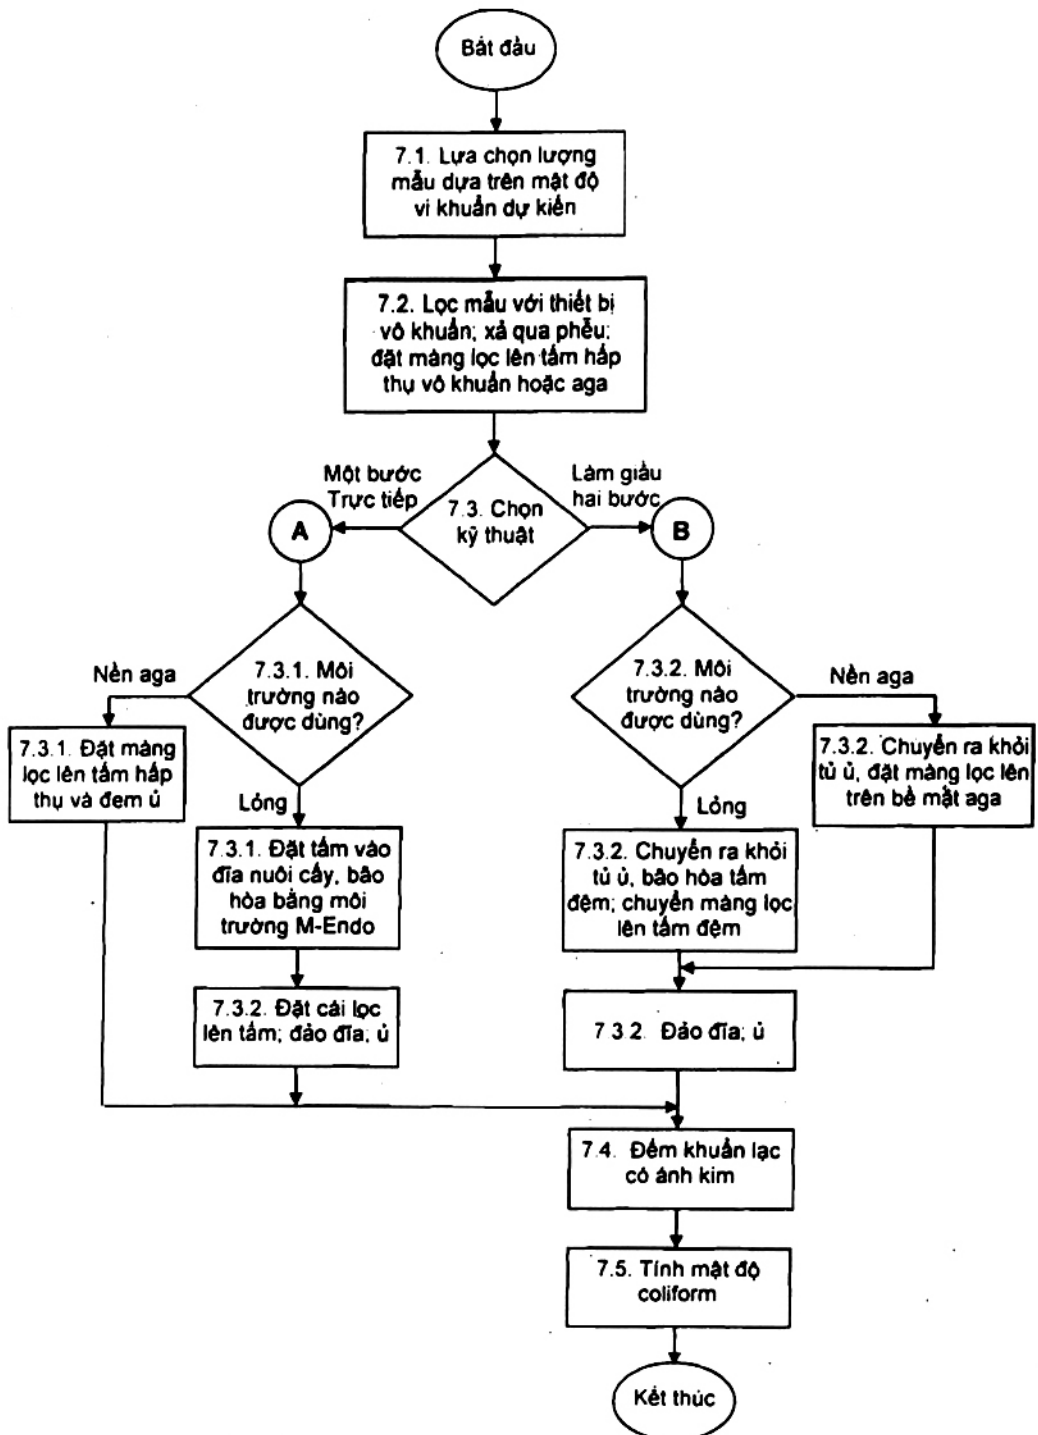 Bắt đầu
7.1. Lựa chọn lượng
mẫu dựa trên mật độ
vi khuẩn dự kiến
7.2. Lọc mẫu với thiết bị
vô khuẩn; xả qua phễu;
đặt màng lọc lên tấm hấp
thụ vô khuẩn hoặc aga
Một bước
Trực tiếp
7.3. Chọn
kỹ thuật
Làm giầu
hai bước
A
B
Nền aga
7.3.1. Môi
trường nào
được dùng?
7.3.2. Môi
trường nào
được dùng?
Nền aga
7.3.1. Đặt màng
lọc lên tấm hấp
thụ và đem ủ
Lỏng
7.3.1. Đặt tấm vào
đĩa nuôi cấy, bão
hòa bằng môi
trường M-Endo
7.3.2. Đặt cái lọc
lên tấm; đảo đĩa; ủ
Lỏng
7.3.2. Chuyển ra khỏi
tủ ủ, bão hòa tấm
đệm; chuyển màng lọc
lên tấm đệm
7.3.2. Chuyển ra khỏi
tủ ủ, đặt màng lọc lên
trên bề mặt aga
7.3.2. Đảo đĩa; ủ
7.4. Đếm khuẩn lạc
có ánh kim
7.5. Tính mật độ
coliform
Kết thúc